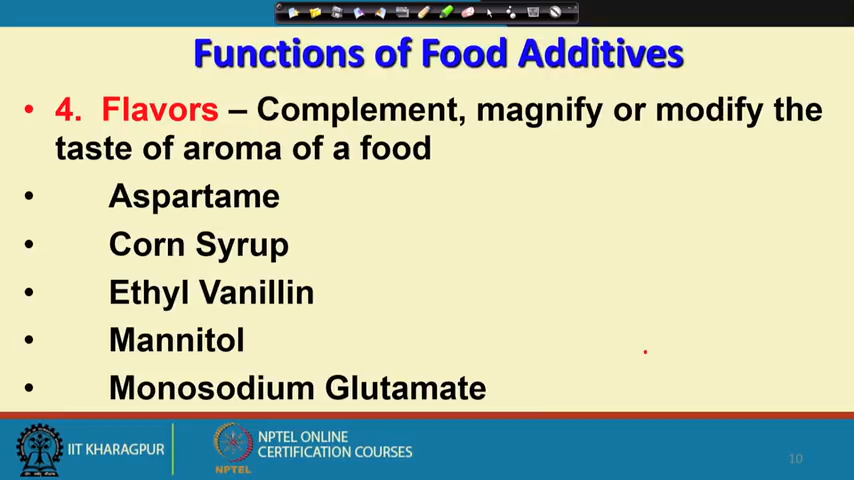 Functions of Food Additives
• 4. Flavors – Complement, magnify or modify the
taste of aroma of a food
• Aspartame
• Corn Syrup
• Ethyl Vanillin
• Mannitol
• Monosodium Glutamate
IIT KHARAGPUR
NPTEL
NPTEL ONLINE
CERTIFICATION COURSES
10